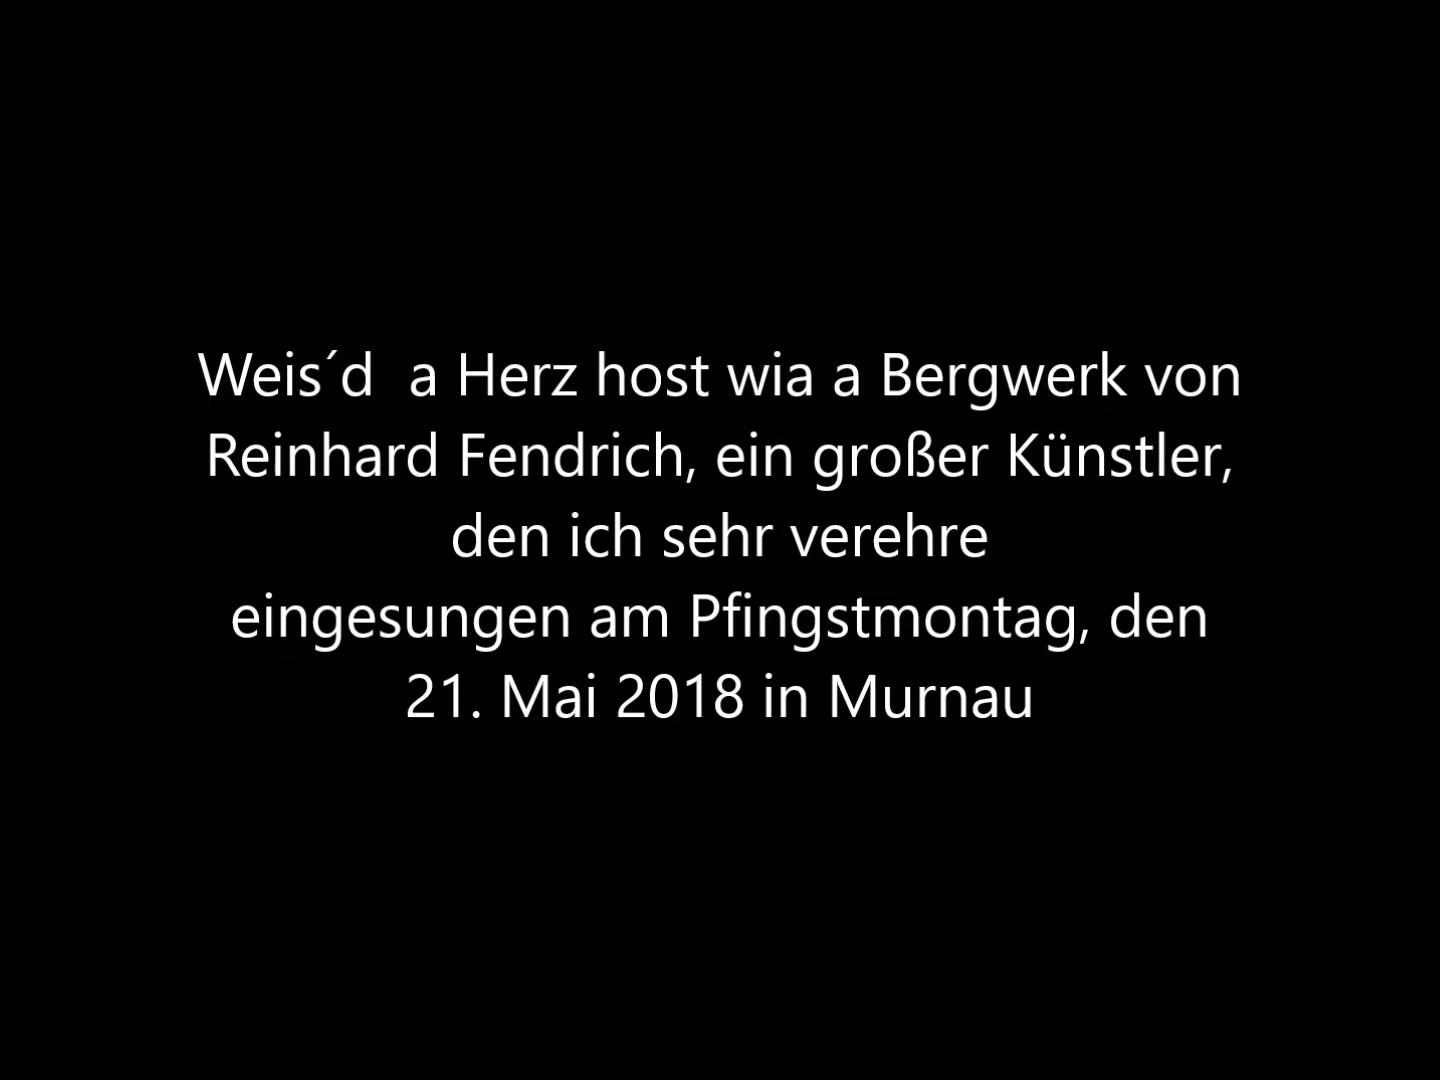 Weis´d  a Herz host wia a Bergwerk von
Reinhard Fendrich, ein großer Künstler,
den ich sehr verehre
eingesungen am Pfingstmontag, den
21. Mai 2018 in Murnau